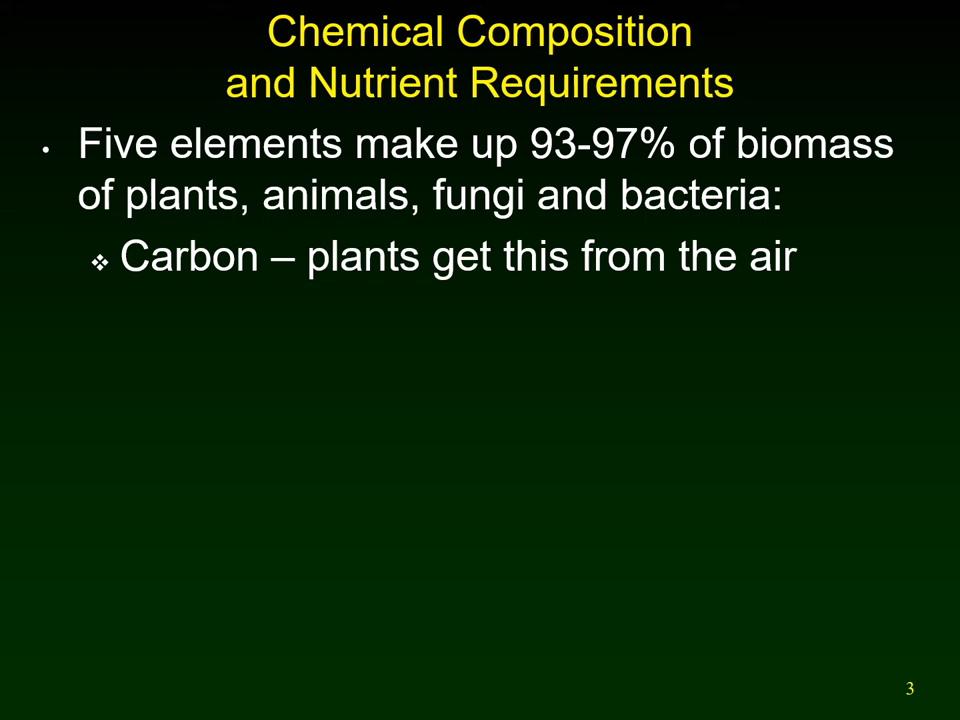 Chemical Composition
and Nutrient Requirements
• Five elements make up 93-97% of biomass
of plants, animals, fungi and bacteria:
❖ Carbon – plants get this from the air
3